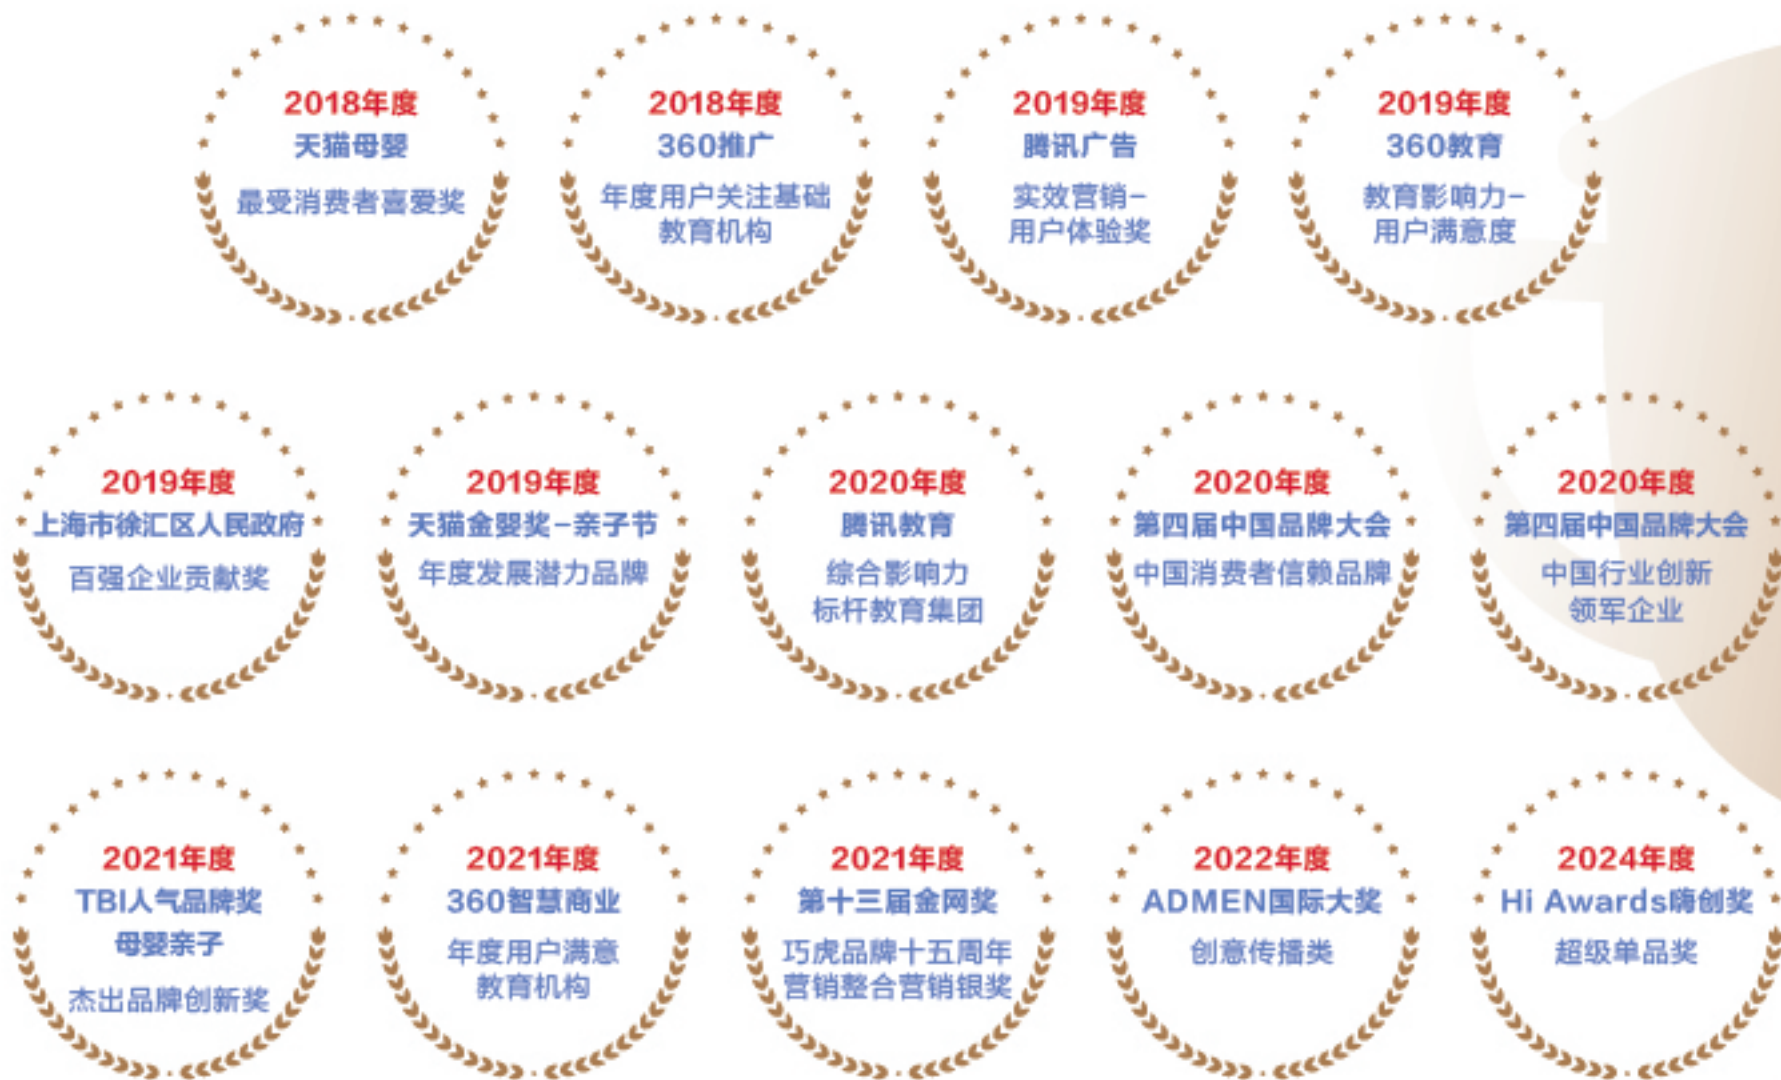 2018年度
天猫母婴
最受消费者喜爱奖
2018年度
360推广
年度用户关注基础
教育机构
2019年度
腾讯广告
实效营销-
用户体验奖
2019年度
360教育
教育影响力-
用户满意度
2019年度
上海市徐汇区人民政府
百强企业贡献奖
2019年度
天猫金婴奖-亲子节
年度发展潜力品牌
2020年度
腾讯教育
综合影响力
标杆教育集团
2020年度
第四届中国品牌大会
中国消费者信赖品牌
2020年度
第四届中国品牌大会
中国行业创新
领军企业
2021年度
TBI人气品牌奖
母婴亲子
杰出品牌创新奖
2021年度
360智慧商业
年度用户满意
教育机构
2021年度
第十三届金网奖
巧虎品牌十五周年
营销整合营销银奖
2022年度
ADMEN国际大奖
创意传播类
2024年度
Hi Awards嗨创奖
超级单品奖